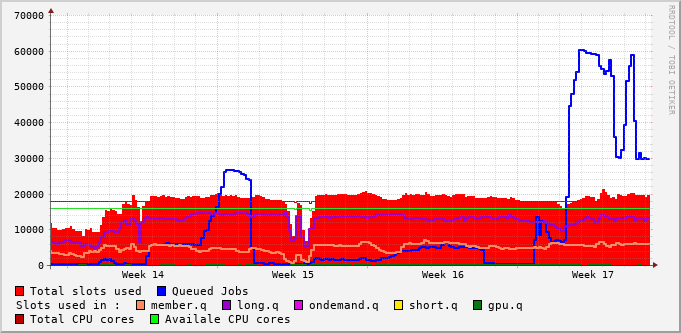 70000
60000
50000
40000
30000
20000
10000
0
Week 14 Week 15 Week 16 Week 17
RRDTOOL / TOBI OETIKER
Total slots used Queued Jobs
Slots used in : member.q long.q ondemand.q short.q gpu.q
Total CPU cores Availale CPU cores